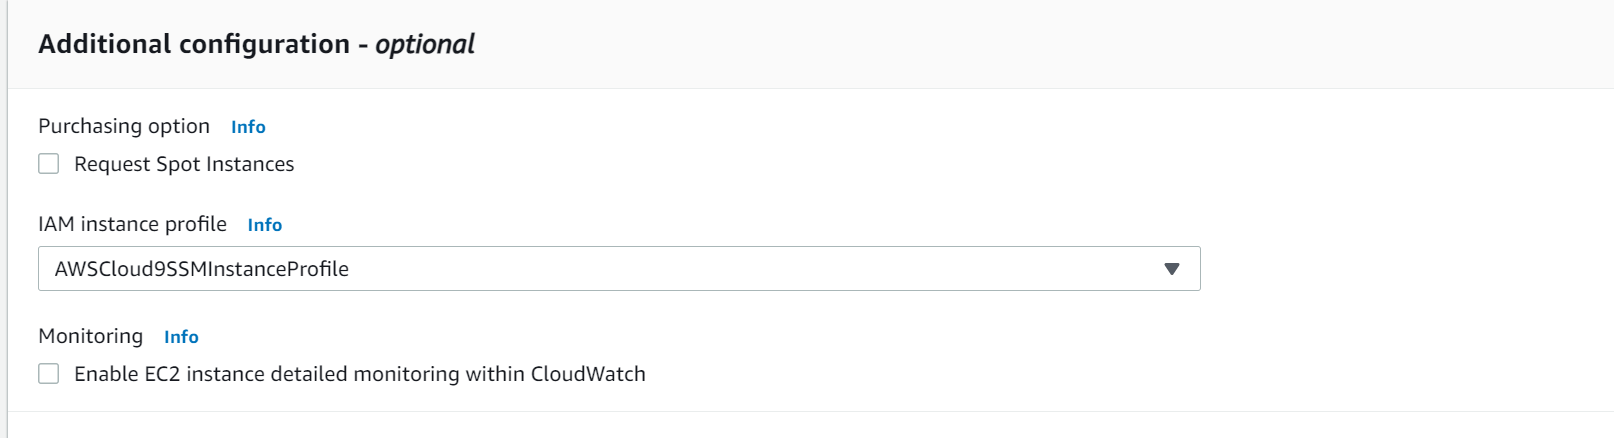 Additional configuration - optional
Purchasing option Info
Request Spot Instances
IAM instance profile Info
AWSCloud9SSMInstanceProfile
Monitoring Info
Enable EC2 instance detailed monitoring within CloudWatch